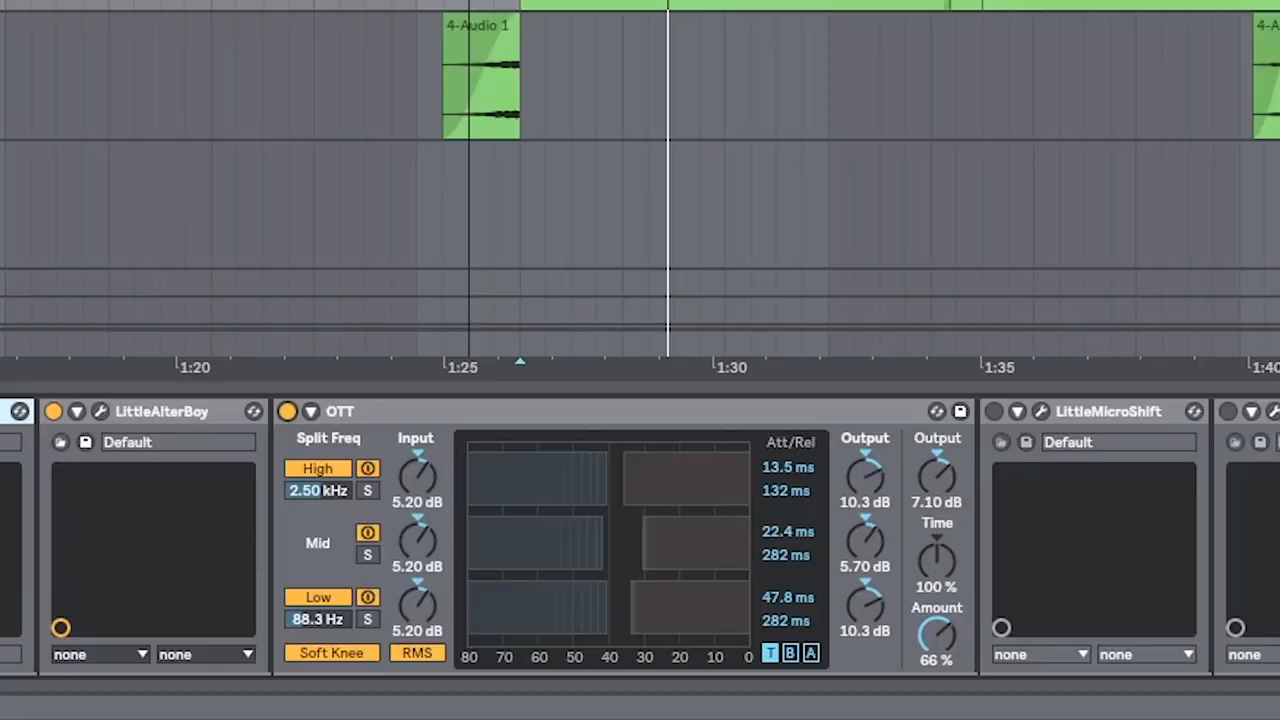 4-Audio 1
4-A
1:20
1:25
1:30
1:35
1:40
LittleAlterBoy
Default
none
none
OTT
Split Freq
High
2.50 kHz
S
Mid
S
Low
88.3 Hz
S
Soft Knee
Input
5.20 dB
5.20 dB
5.20 dB
RMS
80 70 60 50 40 30 20 10 0
Att/Rel
13.5 ms
132 ms
22.4 ms
282 ms
47.8 ms
282 ms
T B A
Output
10.3 dB
5.70 dB
10.3 dB
Output
7.10 dB
Time
100 %
Amount
66 %
LittleMicroShift
Default
none
none
none